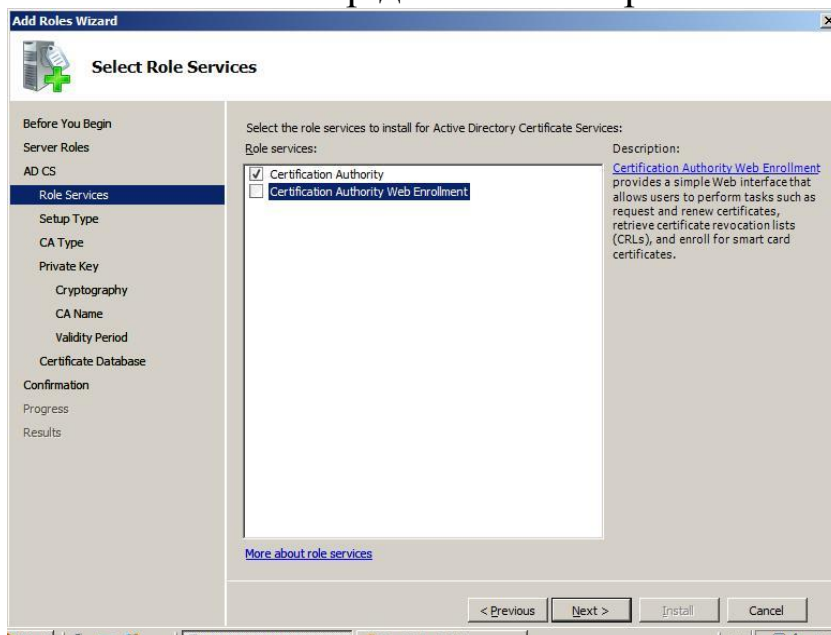 Add Roles Wizard
Select Role Services
Before You Begin
Server Roles
AD CS
Role Services
Setup Type
CA Type
Private Key
Cryptography
CA Name
Validity Period
Certificate Database
Confirmation
Progress
Results
Select the role services to install for Active Directory Certificate Services:
Role services:
Certification Authority
Certification Authority Web Enrollment
More about role services
Description:
Certification Authority Web Enrollment
provides a simple Web interface that
allows users to perform tasks such as
request and renew certificates,
retrieve certificate revocation lists
(CRLs), and enroll for smart card
certificates.
< Previous
Next >
Install
Cancel